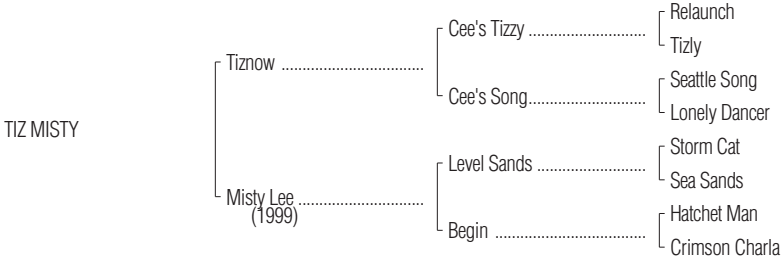 Relaunch
Cee's Tizzy ..............................
Tizly
Tiznow ....................................
Seattle Song
Cee's Song..............................
Lonely Dancer
TIZ MISTY
Storm Cat
Level Sands ...........................
Sea Sands
Misty Lee ................................
(1999)
Hatchet Man
Begin ......................................
Crimson Charla